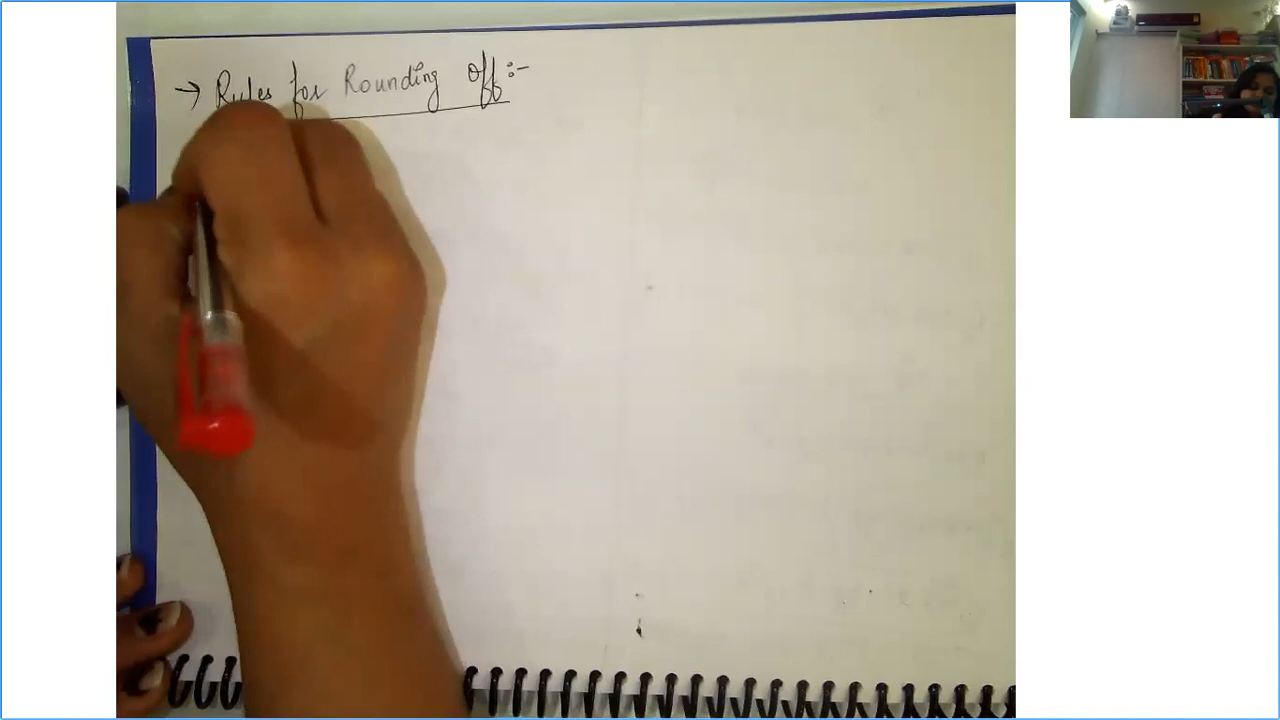 → Rules for Rounding Off :-